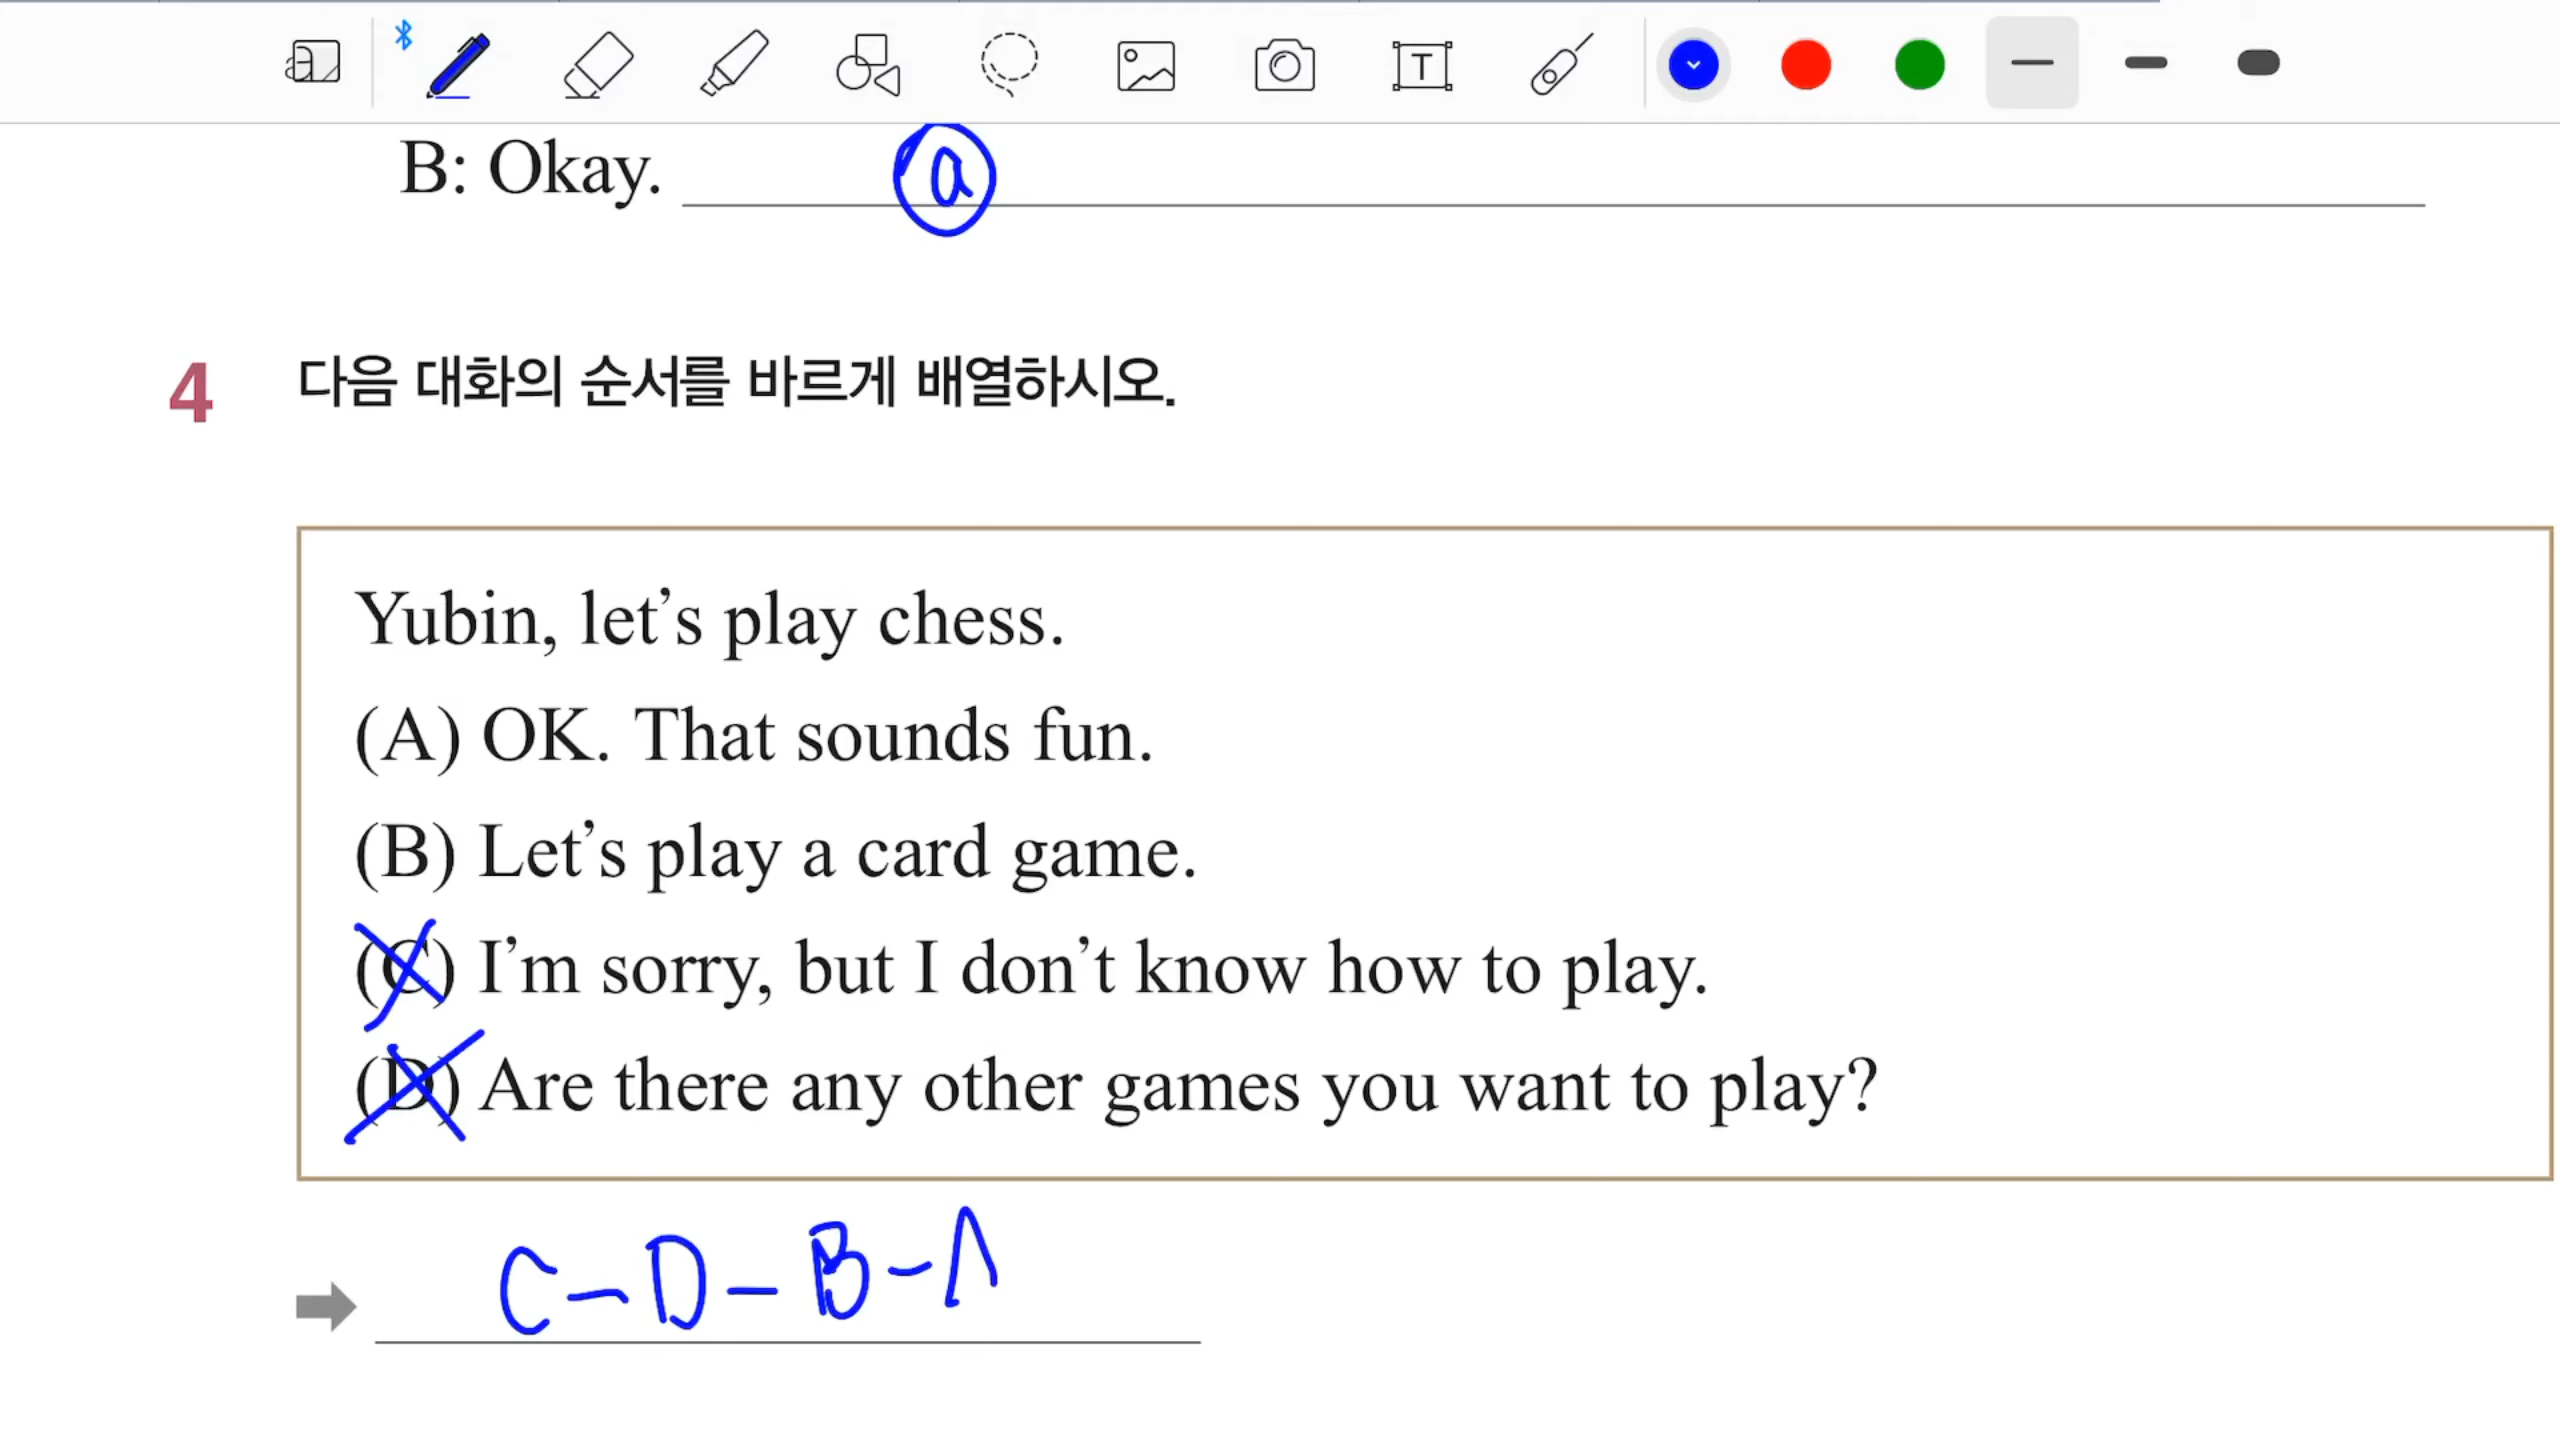 B: Okay. ⓐ
4 다음 대화의 순서를 바르게 배열하시오.
Yubin, let's play chess.
(A) OK. That sounds fun.
(B) Let's play a card game.
(C) I'm sorry, but I don't know how to play.
(D) Are there any other games you want to play?
➡ C-D-B-A